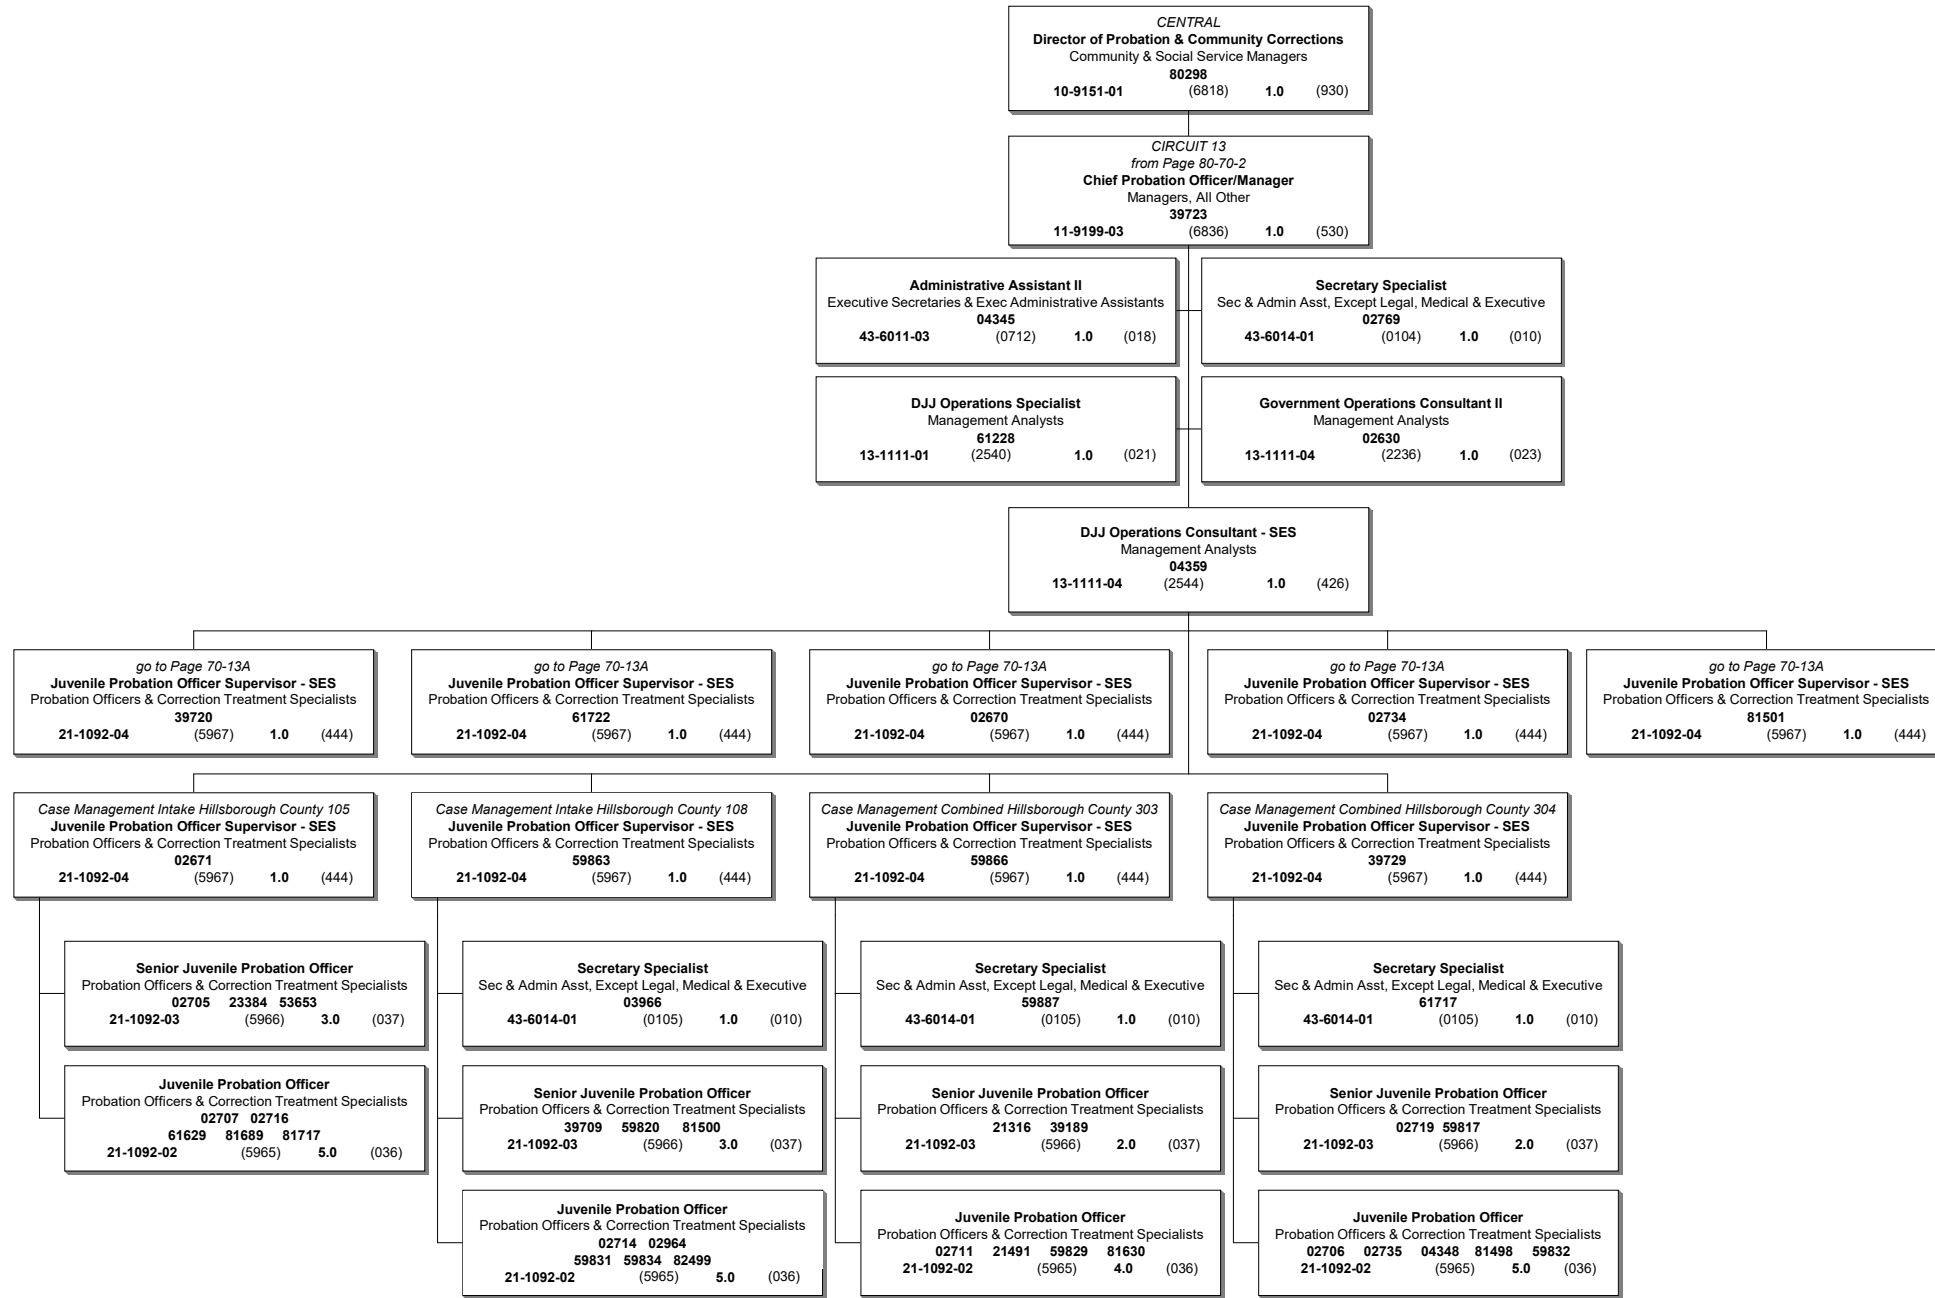 CENTRAL
Director of Probation & Community Corrections
Community & Social Service Managers
80298
10-9151-01 (6818) 1.0 (930)
CIRCUIT 13
from Page 80-70-2
Chief Probation Officer/Manager
Managers, All Other
39723
11-9199-03 (6836) 1.0 (530)
Administrative Assistant II
Executive Secretaries & Exec Administrative Assistants
04345
43-6011-03 (0712) 1.0 (018)
Secretary Specialist
Sec & Admin Asst, Except Legal, Medical & Executive
02769
43-6014-01 (0104) 1.0 (010)
DJJ Operations Specialist
Management Analysts
61228
13-1111-01 (2540) 1.0 (021)
Government Operations Consultant II
Management Analysts
02630
13-1111-04 (2236) 1.0 (023)
DJJ Operations Consultant - SES
Management Analysts
04359
13-1111-04 (2544) 1.0 (426)
go to Page 70-13A
Juvenile Probation Officer Supervisor - SES
Probation Officers & Correction Treatment Specialists
39720
21-1092-04 (5967) 1.0 (444)
go to Page 70-13A
Juvenile Probation Officer Supervisor - SES
Probation Officers & Correction Treatment Specialists
61722
21-1092-04 (5967) 1.0 (444)
go to Page 70-13A
Juvenile Probation Officer Supervisor - SES
Probation Officers & Correction Treatment Specialists
02670
21-1092-04 (5967) 1.0 (444)
go to Page 70-13A
Juvenile Probation Officer Supervisor - SES
Probation Officers & Correction Treatment Specialists
02734
21-1092-04 (5967) 1.0 (444)
go to Page 70-13A
Juvenile Probation Officer Supervisor - SES
Probation Officers & Correction Treatment Specialists
81501
21-1092-04 (5967) 1.0 (444)
Case Management Intake Hillsborough County 105
Juvenile Probation Officer Supervisor - SES
Probation Officers & Correction Treatment Specialists
02671
21-1092-04 (5967) 1.0 (444)
Case Management Intake Hillsborough County 108
Juvenile Probation Officer Supervisor - SES
Probation Officers & Correction Treatment Specialists
59863
21-1092-04 (5967) 1.0 (444)
Case Management Combined Hillsborough County 303
Juvenile Probation Officer Supervisor - SES
Probation Officers & Correction Treatment Specialists
59866
21-1092-04 (5967) 1.0 (444)
Case Management Combined Hillsborough County 304
Juvenile Probation Officer Supervisor - SES
Probation Officers & Correction Treatment Specialists
39729
21-1092-04 (5967) 1.0 (444)
Senior Juvenile Probation Officer
Probation Officers & Correction Treatment Specialists
02705 23384 53653
21-1092-03 (5966) 3.0 (037)
Juvenile Probation Officer
Probation Officers & Correction Treatment Specialists
02707 02716
61629 81689 81717
21-1092-02 (5965) 5.0 (036)
Secretary Specialist
Sec & Admin Asst, Except Legal, Medical & Executive
03966
43-6014-01 (0105) 1.0 (010)
Senior Juvenile Probation Officer
Probation Officers & Correction Treatment Specialists
39709 59820 81500
21-1092-03 (5966) 3.0 (037)
Juvenile Probation Officer
Probation Officers & Correction Treatment Specialists
02714 02964
59831 59834 82499
21-1092-02 (5965) 5.0 (036)
Secretary Specialist
Sec & Admin Asst, Except Legal, Medical & Executive
59887
43-6014-01 (0105) 1.0 (010)
Senior Juvenile Probation Officer
Probation Officers & Correction Treatment Specialists
21316 39189
21-1092-03 (5966) 2.0 (037)
Juvenile Probation Officer
Probation Officers & Correction Treatment Specialists
02711 21491 59829 81630
21-1092-02 (5965) 4.0 (036)
Secretary Specialist
Sec & Admin Asst, Except Legal, Medical & Executive
61717
43-6014-01 (0105) 1.0 (010)
Senior Juvenile Probation Officer
Probation Officers & Correction Treatment Specialists
02719 59817
21-1092-03 (5966) 2.0 (037)
Juvenile Probation Officer
Probation Officers & Correction Treatment Specialists
02706 02735 04348 81498 59832
21-1092-02 (5965) 5.0 (036)